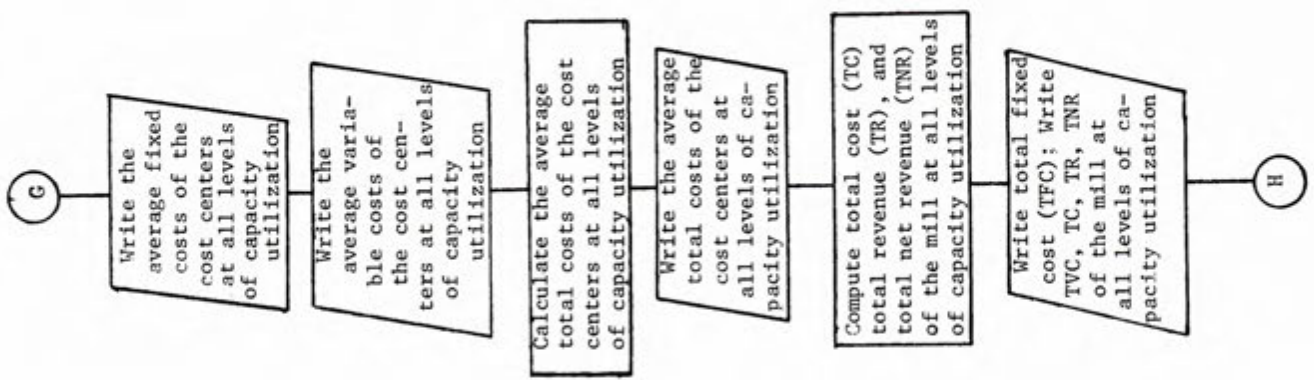 G
Write the
average fixed
costs of the
cost centers
at all levels
of capacity
utilization
Write the
average varia-
ble costs of
the cost cen-
ters at all levels
of capacity
utilization
Calculate the average
total costs of the cost
centers at all levels
of capacity utilization
Write the average
total costs of the
cost centers at
all levels of ca-
pacity utilization
Compute total cost (TC)
total revenue (TR), and
total net revenue (TNR)
of the mill at all levels
of capacity utilization
Write total fixed
cost (TFC); Write
TVC, TC, TR, TNR
of the mill at
all levels of ca-
pacity utilization
H